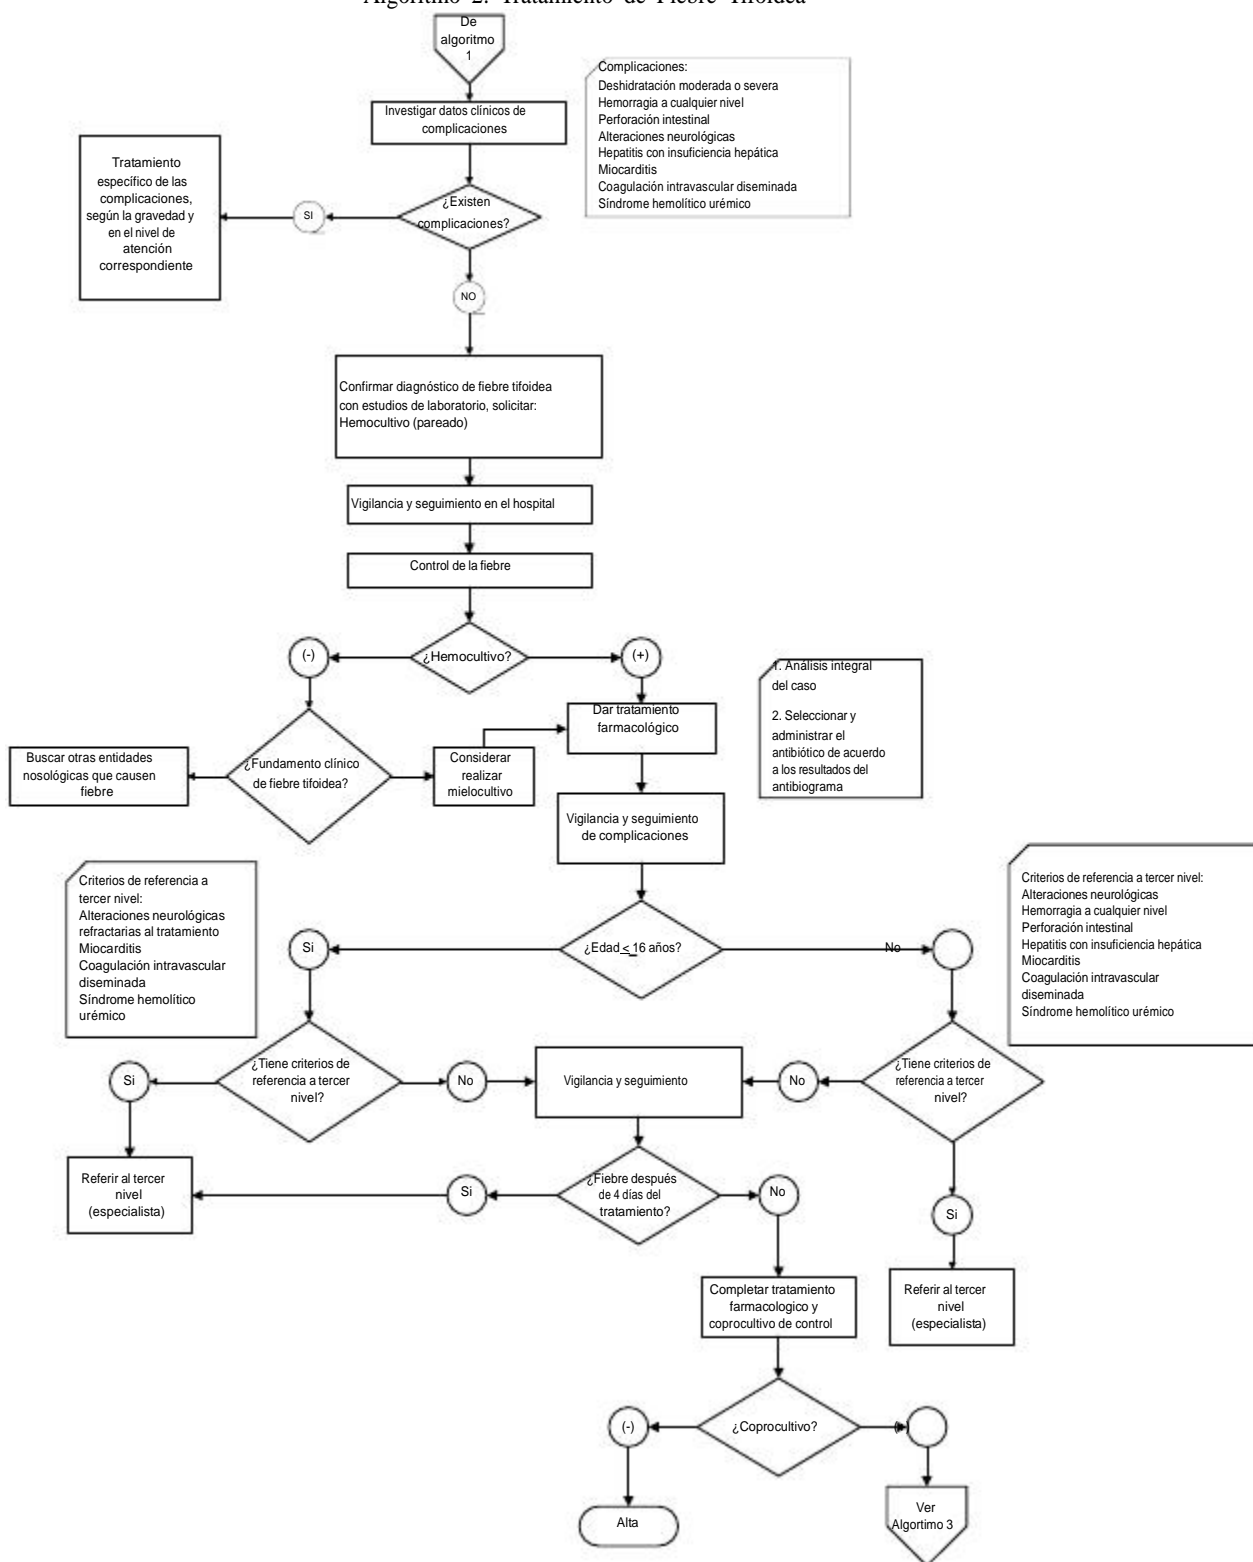 Algoritmo 2. Tratamiento de Fiebre Tifoidea
De
algoritmo
1
Investigar datos clínicos de
complicaciones
Complicaciones:
Deshidratación moderada o severa
Hemorragia a cualquier nivel
Perforación intestinal
Alteraciones neurológicas
Hepatitis con insuficiencia hepática
Miocarditis
Coagulación intravascular diseminada
Síndrome hemolítico urémico
Tratamiento
específico de las
complicaciones,
según la gravedad y
en el nivel de
atención
correspondiente
SI
¿Existen
complicaciones?
NO
Confirmar diagnóstico de fiebre tifoidea
con estudios de laboratorio, solicitar:
Hemocultivo (pareado)
Vigilancia y seguimiento en el hospital
Control de la fiebre
(-)
¿Hemocultivo?
(+)
1. Análisis integral
del caso
2. Seleccionar y
administrar el
antibiótico de acuerdo
a los resultados del
antibiograma
Dar tratamiento
farmacológico
Buscar otras entidades
nosológicas que causen
fiebre
¿Fundamento clínico
de fiebre tifoidea?
Considerar
realizar
mielocultivo
Vigilancia y seguimiento
de complicaciones
Criterios de referencia a
tercer nivel:
Alteraciones neurológicas
refractarias al tratamiento
Miocarditis
Coagulación intravascular
diseminada
Síndrome hemolítico
urémico
Si
¿Edad < 16 años?
No
Criterios de referencia a tercer nivel:
Alteraciones neurológicas
Hemorragia a cualquier nivel
Perforación intestinal
Hepatitis con insuficiencia hepática
Miocarditis
Coagulación intravascular
diseminada
Síndrome hemolítico urémico
Si
¿Tiene criterios de
referencia a tercer
nivel?
No
Vigilancia y seguimiento
No
¿Tiene criterios de
referencia a tercer
nivel?
Referir al tercer
nivel
(especialista)
Si
¿Fiebre después
de 4 días del
tratamiento?
No
Si
Completar tratamiento
farmacologico y
coprocultivo de control
Referir al tercer
nivel
(especialista)
(-)
¿Coprocultivo?
Alta
Ver
Algortimo 3